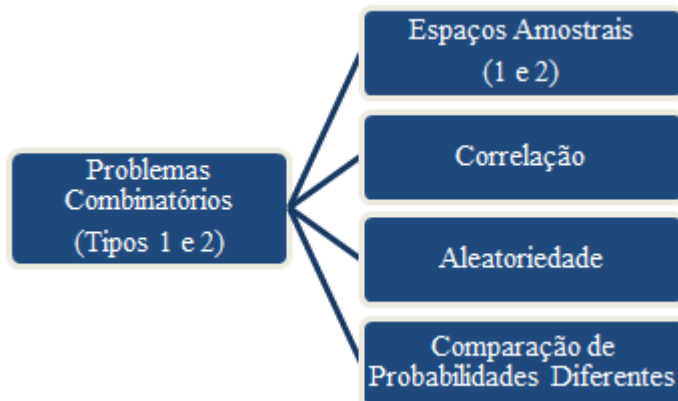 Espaços Amostrais
(1 e 2)
Problemas
Combinatórios
(Tipos 1 e 2)
Correlação
Aleatoriedade
Comparação de
Probabilidades Diferentes